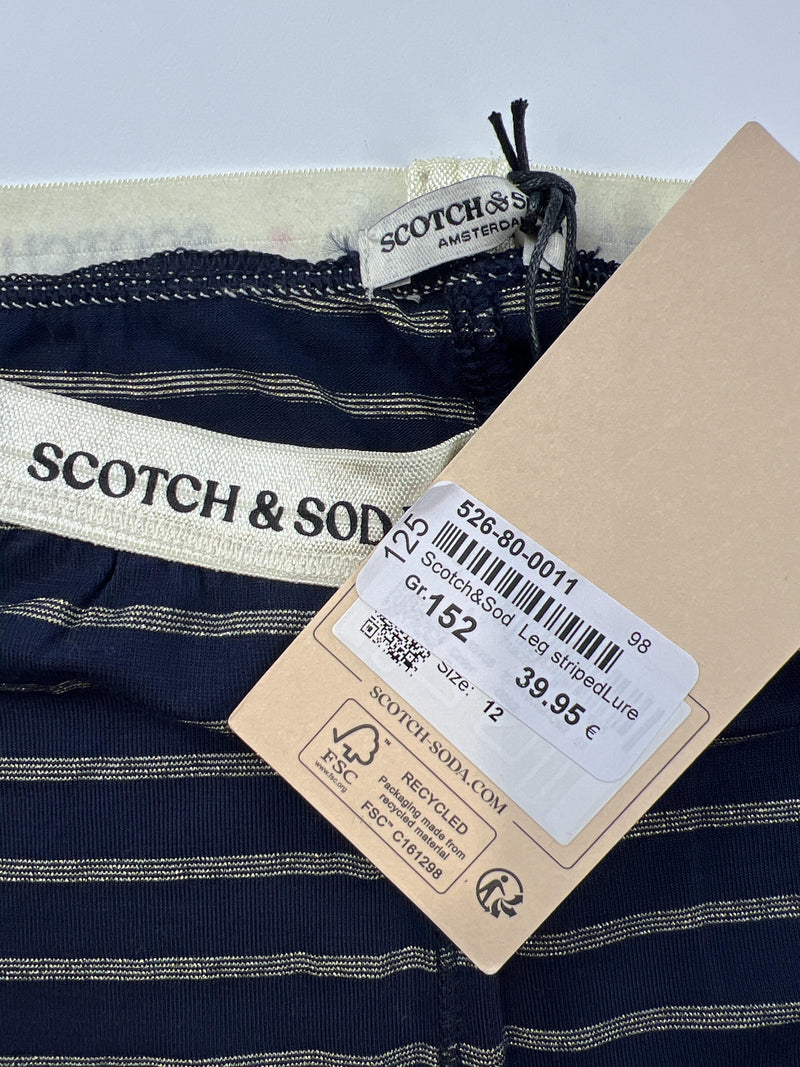 SCOTCH & S
AMSTERDA
SCOTCH & SODA
526-80-0011
125
98
Scotch&Sod Leg stripedLure
Gr. 152
39.95 €
Size: 12
SCOTCH-SODA.COM
FSC
www.fsc.org
RECYCLED
Packaging made from
recycled material
FSC™ C161298